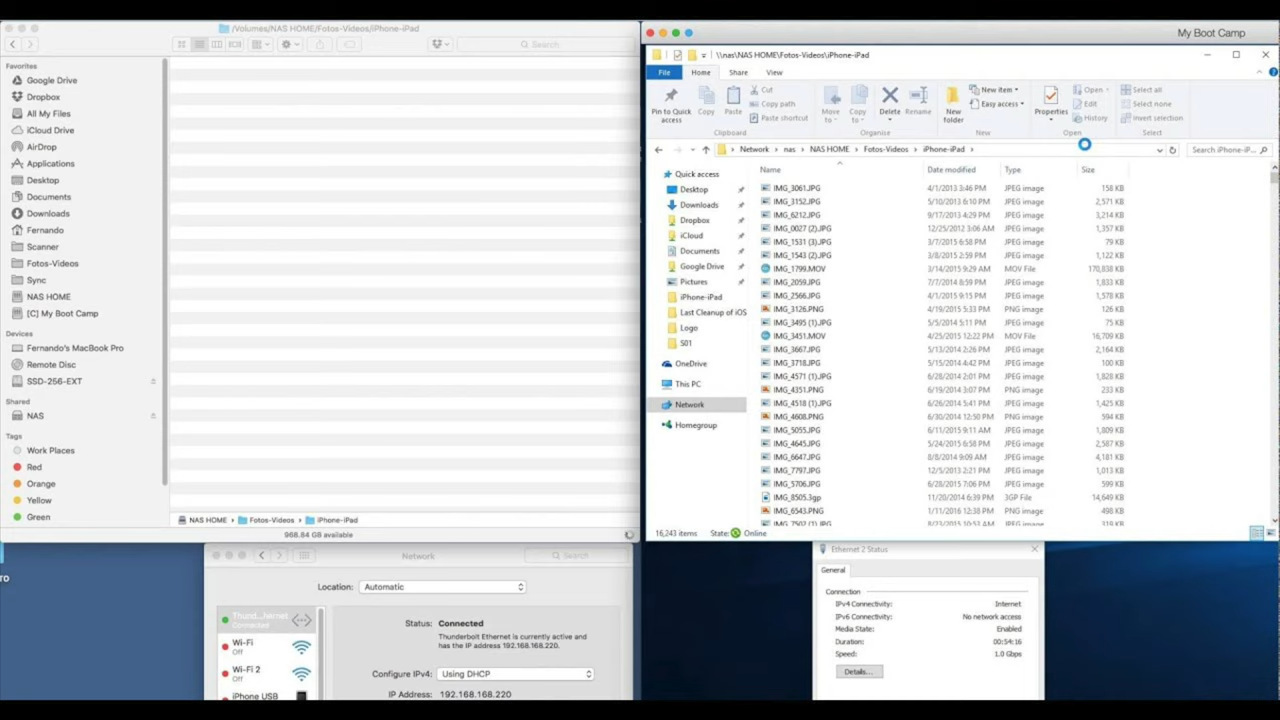 /Volumes/NAS HOME/Fotos-Videos/iPhone-iPad
Search
Favorites
Google Drive
Dropbox
All My Files
iCloud Drive
AirDrop
Applications
Desktop
Documents
Downloads
Fernando
Scanner
Fotos-Videos
Sync
NAS HOME
[C] My Boot Camp
Devices
Fernando's MacBook Pro
Remote Disc
SSD-256-EXT
Shared
NAS
Tags
Work Places
Red
Orange
Yellow
Green
NAS HOME Fotos-Videos iPhone-iPad
968.84 GB available
My Boot Camp
\\nas\NAS HOME\Fotos-Videos\iPhone-iPad
File Home Share View
Pin to Quick access
Copy
Paste
Cut
Copy path
Paste shortcut
Clipboard
Move to
Copy to
Delete
Rename
Organise
New folder
New item
Easy access
New
Properties
Open
Edit
History
Open
Select all
Select none
Invert selection
Select
Network nas NAS HOME Fotos-Videos iPhone-iPad
Search iPhone-iP...
Quick access
Desktop
Downloads
Dropbox
iCloud
Documents
Google Drive
Pictures
iPhone-iPad
Last Cleanup of iOS
Logo
S01
OneDrive
This PC
Network
Homegroup
Name Date modified Type Size
IMG_3061.JPG 4/1/2013 3:46 PM JPEG image 158 KB
IMG_3152.JPG 5/10/2013 6:10 PM JPEG image 2,571 KB
IMG_6212.JPG 9/17/2013 4:29 PM JPEG image 3,214 KB
IMG_0027 (2).JPG 12/25/2012 3:06 AM JPEG image 1,357 KB
IMG_1531 (3).JPG 3/7/2015 6:58 PM JPEG image 79 KB
IMG_1543 (2).JPG 3/8/2015 2:59 PM JPEG image 1,122 KB
IMG_1799.MOV 3/14/2015 9:29 AM MOV File 170,838 KB
IMG_2059.JPG 7/7/2014 8:59 PM JPEG image 1,833 KB
IMG_2566.JPG 4/1/2015 9:15 PM JPEG image 1,578 KB
IMG_3126.PNG 4/19/2015 5:33 PM PNG image 126 KB
IMG_3495 (1).JPG 5/5/2014 5:11 PM JPEG image 75 KB
IMG_3451.MOV 4/25/2015 12:22 PM MOV File 16,709 KB
IMG_3667.JPG 5/13/2014 2:26 PM JPEG image 2,164 KB
IMG_3718.JPG 5/15/2014 4:42 PM JPEG image 100 KB
IMG_4571 (1).JPG 6/28/2014 2:01 PM JPEG image 1,828 KB
IMG_4351.PNG 6/19/2014 3:07 PM PNG image 233 KB
IMG_4518 (1).JPG 6/26/2014 5:41 PM JPEG image 1,425 KB
IMG_4608.PNG 6/30/2014 12:50 PM PNG image 594 KB
IMG_5055.JPG 6/11/2015 9:11 AM JPEG image 1,809 KB
IMG_4645.JPG 5/24/2015 6:58 PM JPEG image 2,587 KB
IMG_6647.JPG 8/8/2014 9:09 AM JPEG image 4,181 KB
IMG_7797.JPG 12/5/2013 2:21 PM JPEG image 1,013 KB
IMG_5706.JPG 6/28/2015 7:06 PM JPEG image 599 KB
IMG_8505.3gp 11/20/2014 6:39 PM 3GP File 14,649 KB
IMG_6543.PNG 1/11/2016 12:38 PM PNG image 498 KB
IMG_7502 (1).JPG 8/23/2015 10:53 AM JPEG image 319 KB
16,243 items State: Online
Network
Search
Location: Automatic
Thund...hernet
Connected
Wi-Fi
Off
Wi-Fi 2
Off
iPhone USB
Status: Connected
Thunderbolt Ethernet is currently active and
has the IP address 192.168.168.220.
Configure IPv4: Using DHCP
IP Address: 192.168.168.220
Ethernet 2 Status
General
Connection
IPv4 Connectivity: Internet
IPv6 Connectivity: No network access
Media State: Enabled
Duration: 00:54:16
Speed: 1.0 Gbps
Details...
ro